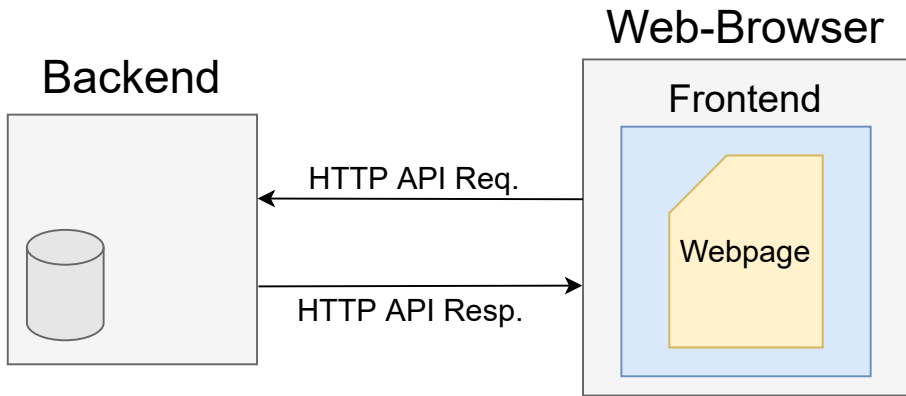 Web-Browser
Backend
Frontend
HTTP API Req.
Webpage
HTTP API Resp.